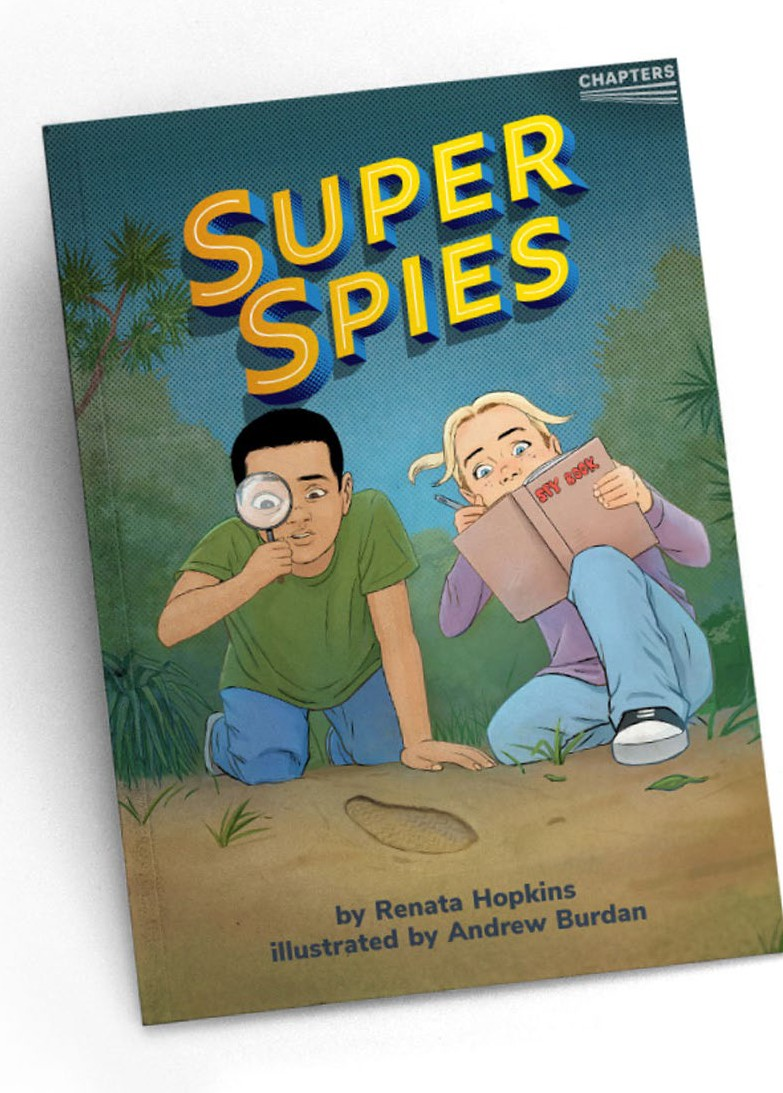 CHAPTERS
SUPER
SPIES
SPY BOOK
by Renata Hopkins
illustrated by Andrew Burdan